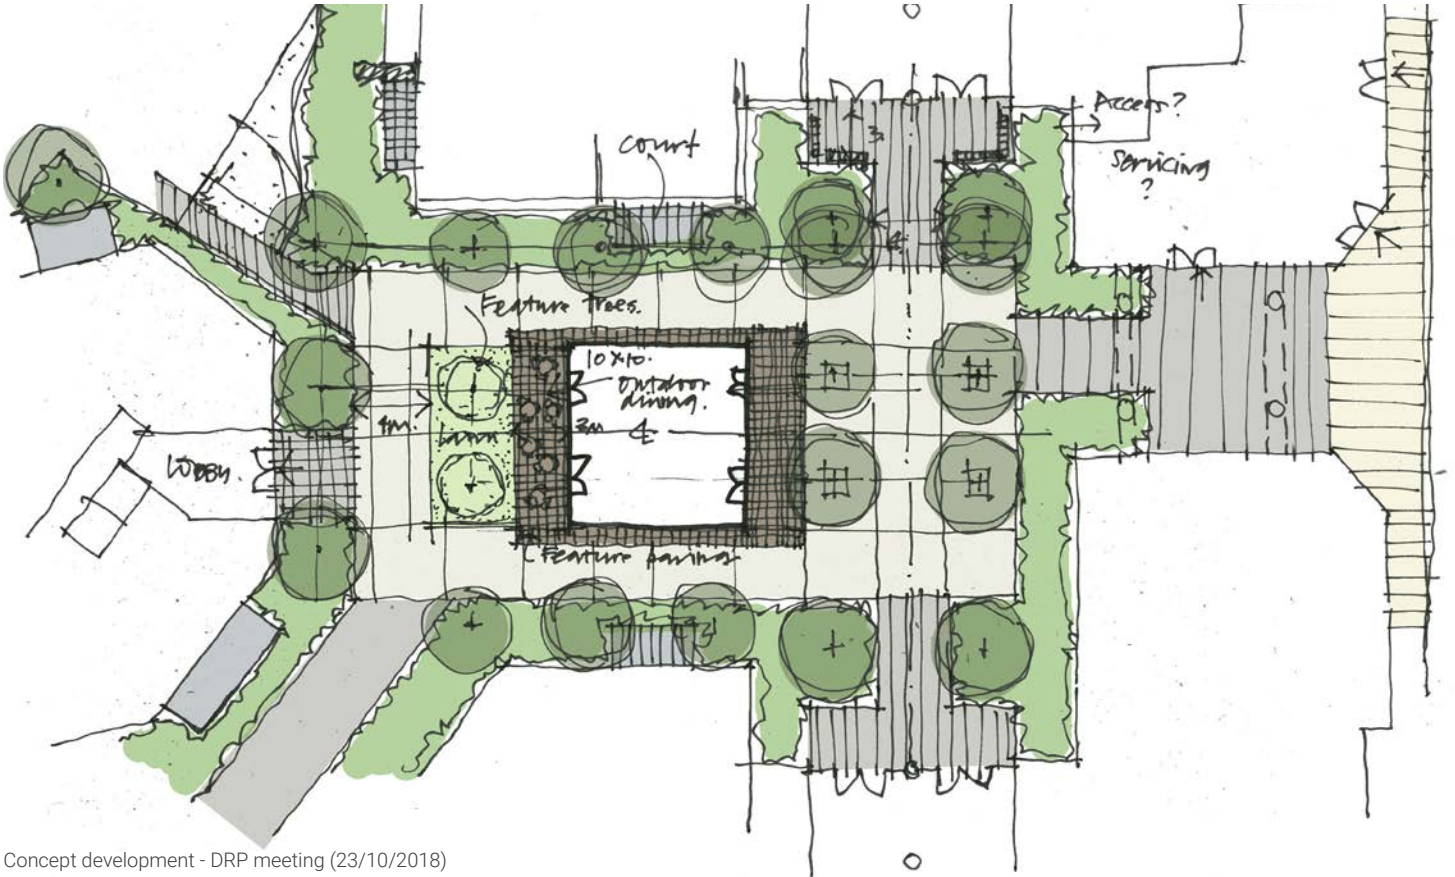 Access?
court
Servicing
?
Feature trees.
10x10.
outdoor
dining.
4m.
Lawn
3m
Lobby.
Feature paving
Concept development - DRP meeting (23/10/2018)